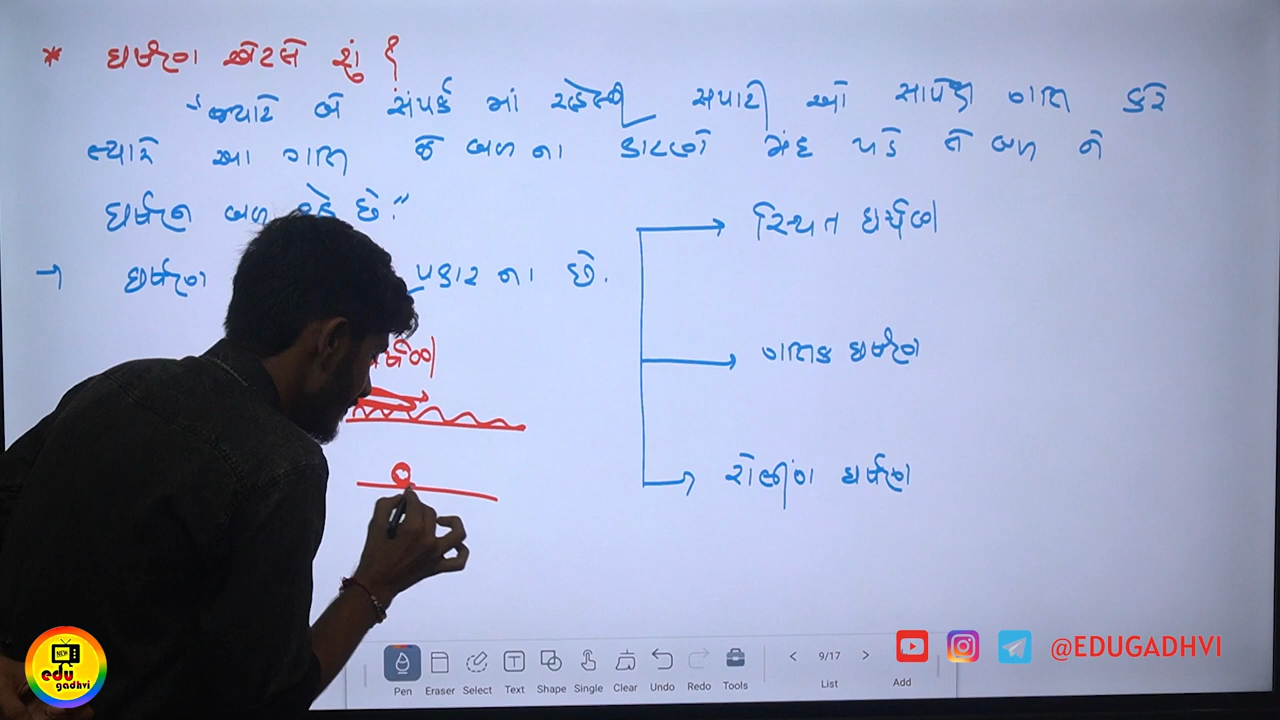 * ઘર્ષણ એટલે શું ?
"જ્યારે બે સંપર્ક માં રહેલી સપાટી ઓ સાપેક્ષ ગતિ કરે
ત્યારે આ ગતિ જે બળ ના કારણે મંદ પડે તે બળ ને
ઘર્ષણ બળ કહે છે."
→ ઘર્ષણ પ્રકાર ના છે.
સ્થિત ઘર્ષણ
ગતિક ઘર્ષણ
રોલીંગ ઘર્ષણ
NEW
edu
gadhvi
@EDUGADHVI
Pen Eraser Select Text Shape Single Clear Undo Redo Tools
< 9/17 >
List Add